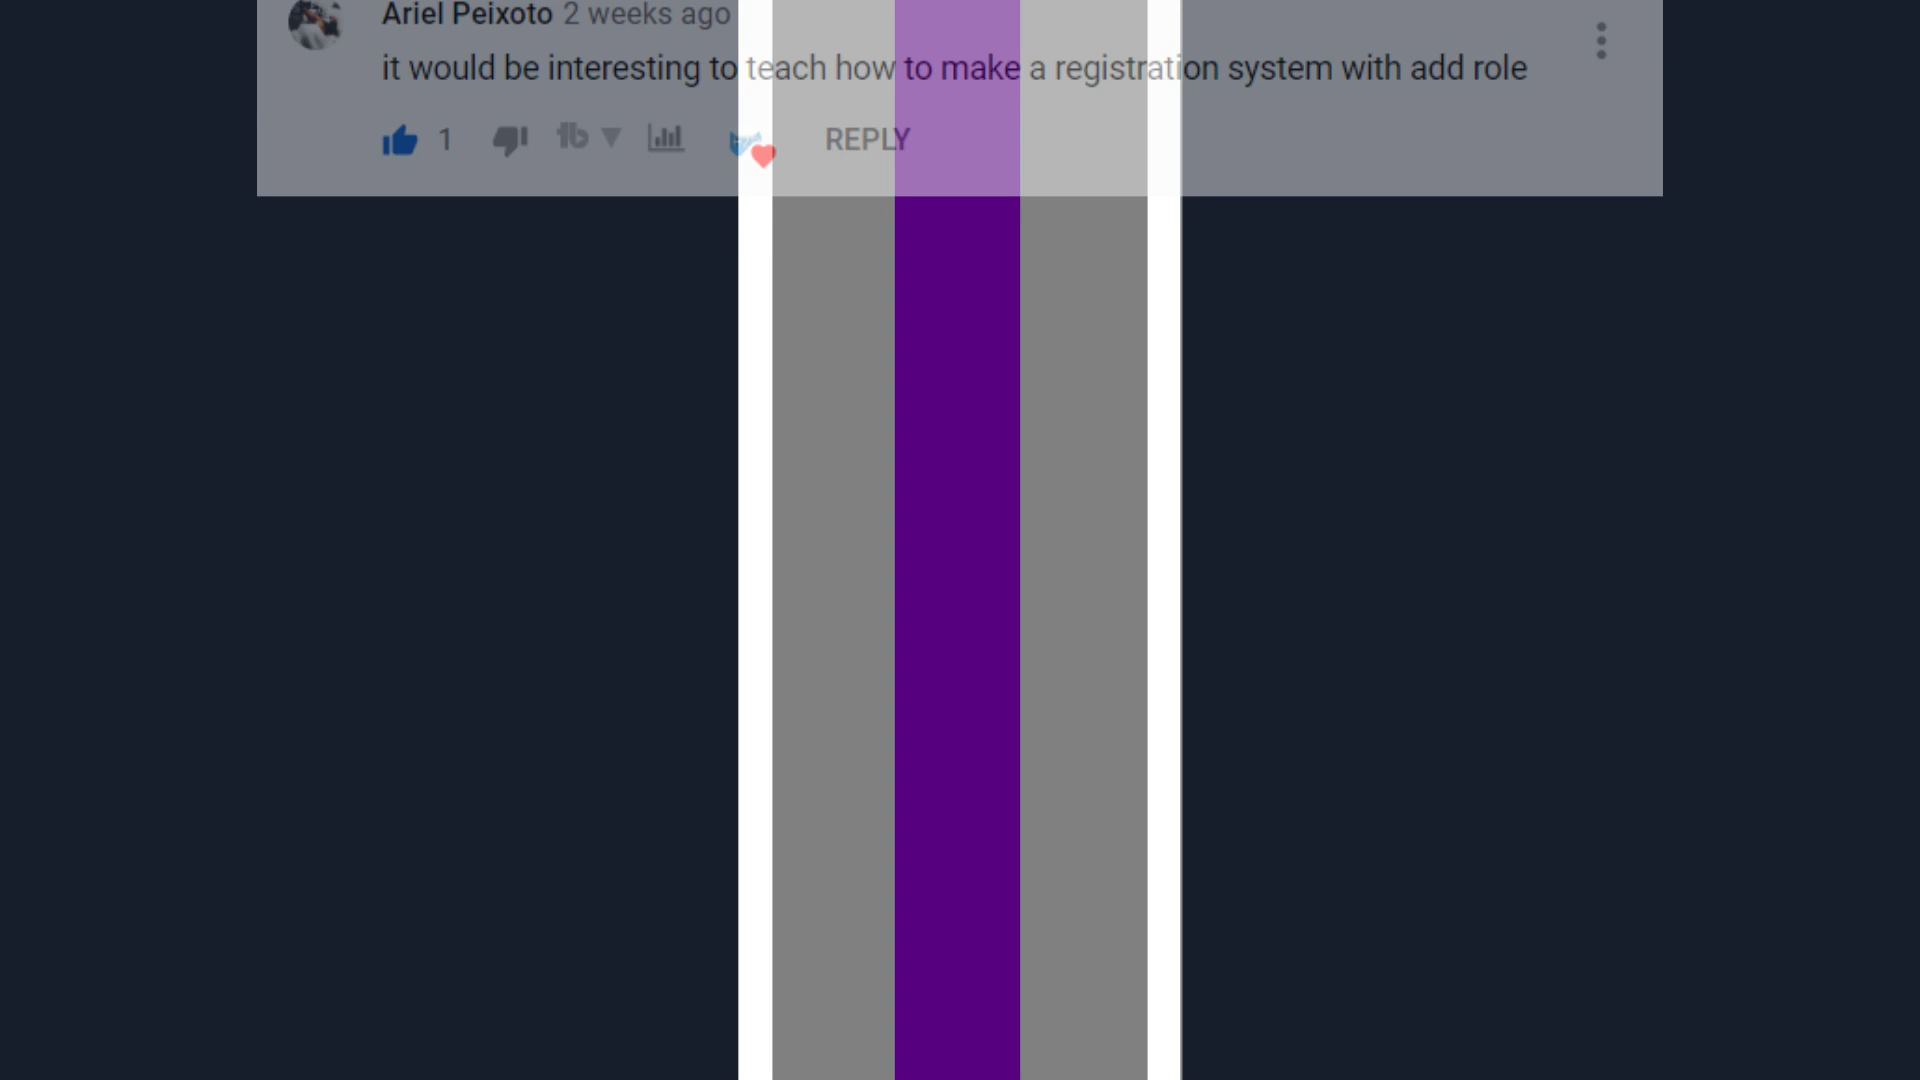 Ariel Peixoto 2 weeks ago
it would be interesting to teach how to make a registration system with add role
1 REPLY